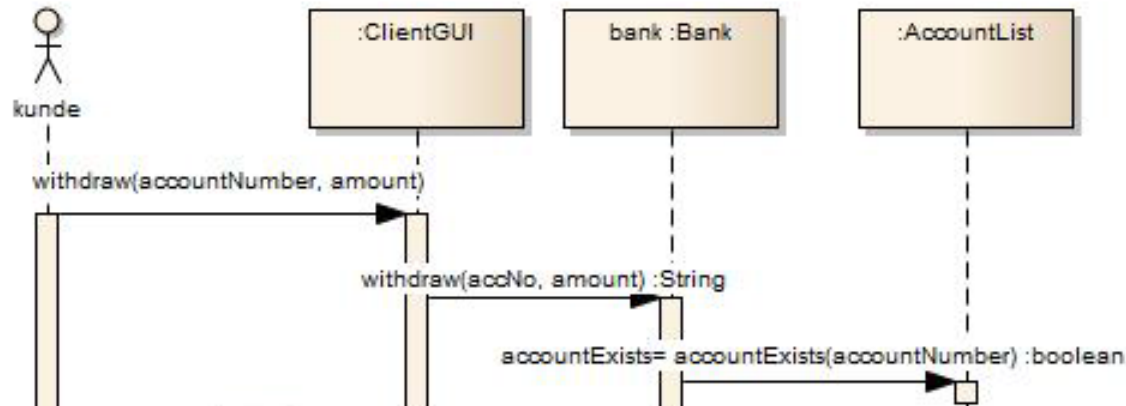 :ClientGUI
bank :Bank
:AccountList
kunde
withdraw(accountNumber, amount)
withdraw(accNo, amount) :String
accountExists= accountExists(accountNumber) :boolean